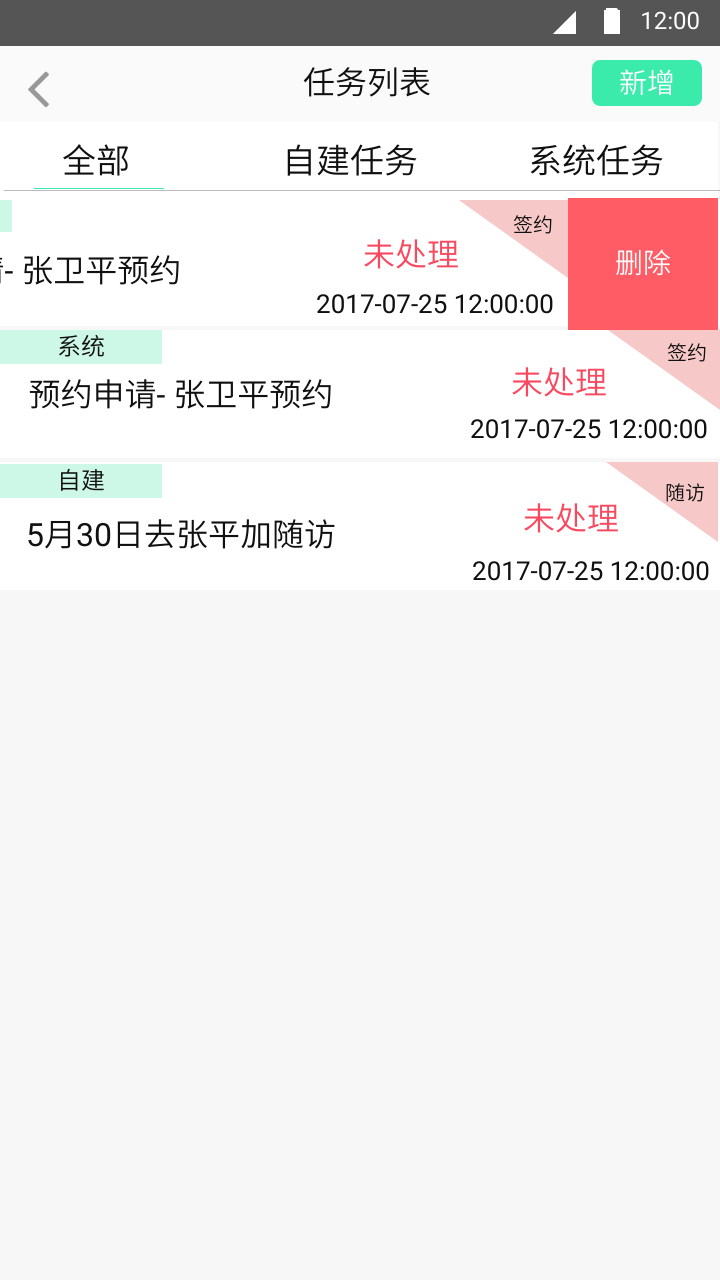 12:00
任务列表
新增
全部
自建任务
系统任务
签约
未处理
- 张卫平预约
删除
2017-07-25 12:00:00
系统
签约
未处理
预约申请- 张卫平预约
2017-07-25 12:00:00
自建
随访
未处理
5月30日去张平加随访
2017-07-25 12:00:00